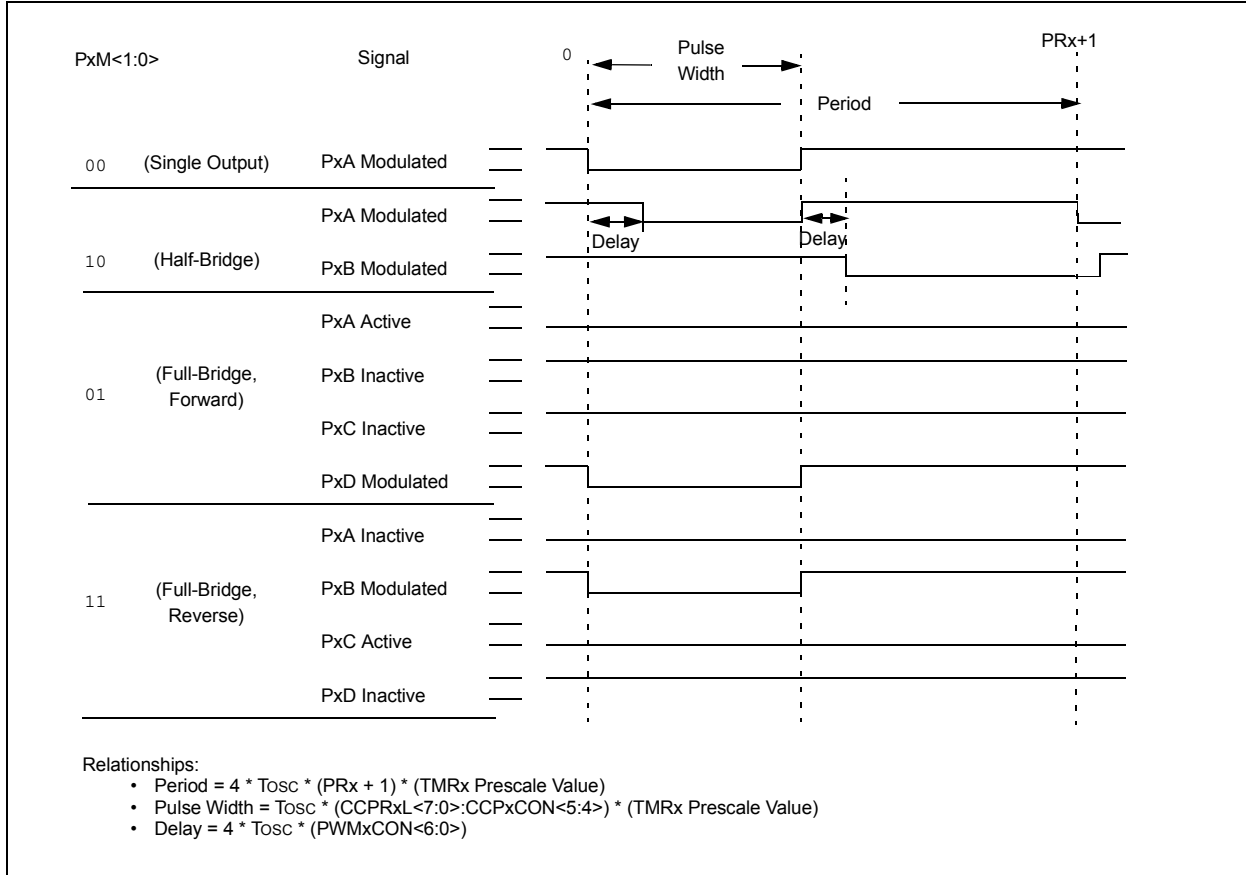 PxM<1:0>
Signal
0
Pulse
Width
PRx+1
Period
00 (Single Output) PxA Modulated
PxA Modulated
Delay Delay
10 (Half-Bridge) PxB Modulated
PxA Active
PxB Inactive
01 (Full-Bridge,
Forward)
PxC Inactive
PxD Modulated
PxA Inactive
11 (Full-Bridge,
Reverse)
PxB Modulated
PxC Active
PxD Inactive
Relationships:
• Period = 4 * TOSC * (PRx + 1) * (TMRx Prescale Value)
• Pulse Width = TOSC * (CCPRxL<7:0>:CCPxCON<5:4>) * (TMRx Prescale Value)
• Delay = 4 * TOSC * (PWMxCON<6:0>)